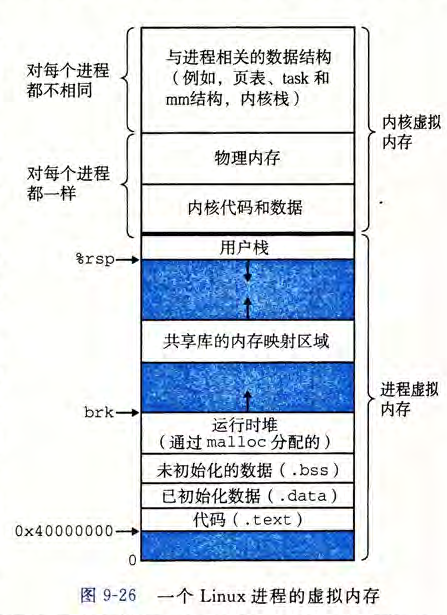 对每个进程
都不相同
与进程相关的数据结构
(例如，页表、task 和
mm结构，内核栈)
内核虚拟
内存
对每个进程
都一样
物理内存
内核代码和数据
用户栈
%rsp
共享库的内存映射区域
进程虚拟
内存
brk
运行时堆
(通过 malloc 分配的)
未初始化的数据 (.bss)
已初始化数据 (.data)
代码 (.text)
0x40000000
0
图 9-26 一个 Linux 进程的虚拟内存